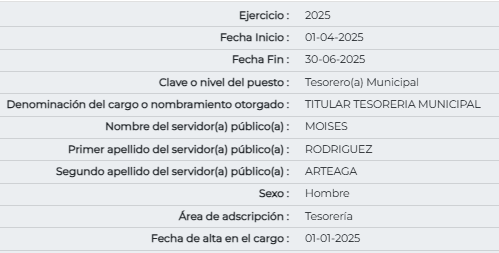 Ejercicio : 2025
Fecha Inicio : 01-04-2025
Fecha Fin : 30-06-2025
Clave o nivel del puesto : Tesorero(a) Municipal
Denominación del cargo o nombramiento otorgado : TITULAR TESORERIA MUNICIPAL
Nombre del servidor(a) público(a) : MOISES
Primer apellido del servidor(a) público(a) : RODRIGUEZ
Segundo apellido del servidor(a) público(a) : ARTEAGA
Sexo : Hombre
Área de adscripción : Tesorería
Fecha de alta en el cargo : 01-01-2025